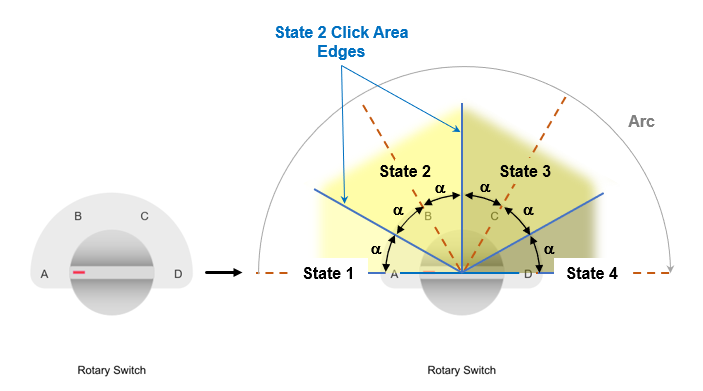 State 2 Click Area
Edges
Arc
State 2
State 3
α
α
α
α
α
α
B
C
B
C
A
D
State 1
A
D
State 4
Rotary Switch
Rotary Switch